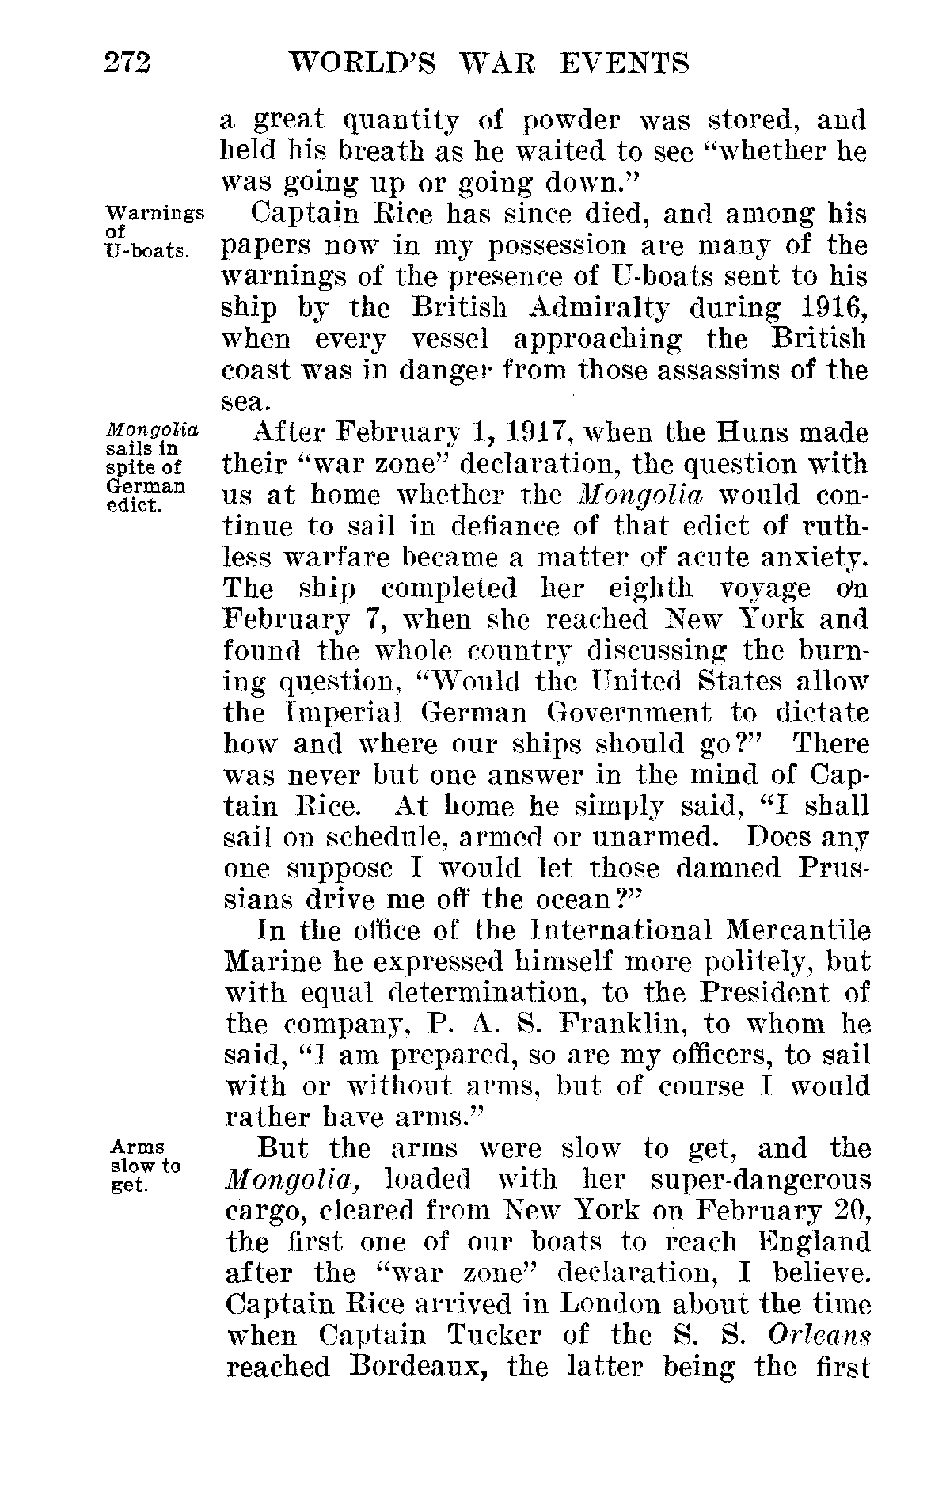 272 WORLD'S WAR EVENTS
a great quantity of powder was stored, and
held his breath as he waited to see "whether he
was going up or going down."
Warnings
of
U-boats.
Captain Rice has since died, and among his
papers now in my possession are many of the
warnings of the presence of U-boats sent to his
ship by the British Admiralty during 1916,
when every vessel approaching the British
coast was in danger from those assassins of the
sea.
Mongolia
sails in
spite of
German
edict.
After February 1, 1917, when the Huns made
their "war zone" declaration, the question with
us at home whether the Mongolia would con-
tinue to sail in defiance of that edict of ruth-
less warfare became a matter of acute anxiety.
The ship completed her eighth voyage on
February 7, when she reached New York and
found the whole country discussing the burn-
ing question, "Would the United States allow
the Imperial German Government to dictate
how and where our ships should go?" There
was never but one answer in the mind of Cap-
tain Rice. At home he simply said, "I shall
sail on schedule, armed or unarmed. Does any
one suppose I would let those damned Prus-
sians drive me off the ocean?"
In the office of the International Mercantile
Marine he expressed himself more politely, but
with equal determination, to the President of
the company, P. A. S. Franklin, to whom he
said, "I am prepared, so are my officers, to sail
with or without arms, but of course I would
rather have arms."
Arms
slow to
get.
But the arms were slow to get, and the
Mongolia, loaded with her super-dangerous
cargo, cleared from New York on February 20,
the first one of our boats to reach England
after the "war zone" declaration, I believe.
Captain Rice arrived in London about the time
when Captain Tucker of the S. S. Orleans
reached Bordeaux, the latter being the first